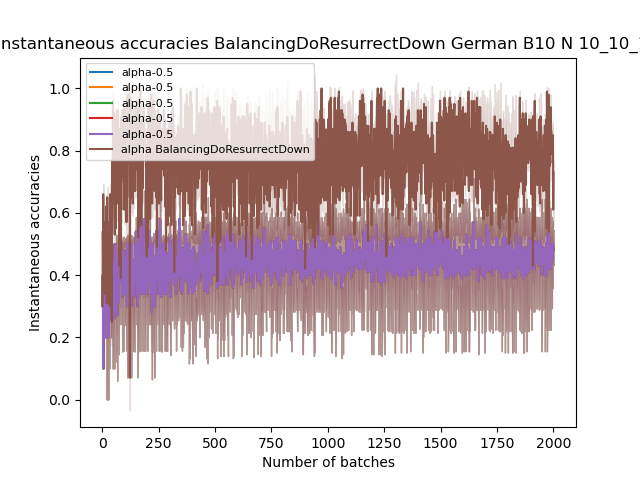 nstantaneous accuracies BalancingDoResurrectDown German B10 N 10_10_
alpha-0.5
alpha-0.5
alpha-0.5
alpha-0.5
alpha-0.5
alpha BalancingDoResurrectDown
Instantaneous accuracies
1.0
0.8
0.6
0.4
0.2
0.0
0 250 500 750 1000 1250 1500 1750 2000
Number of batches